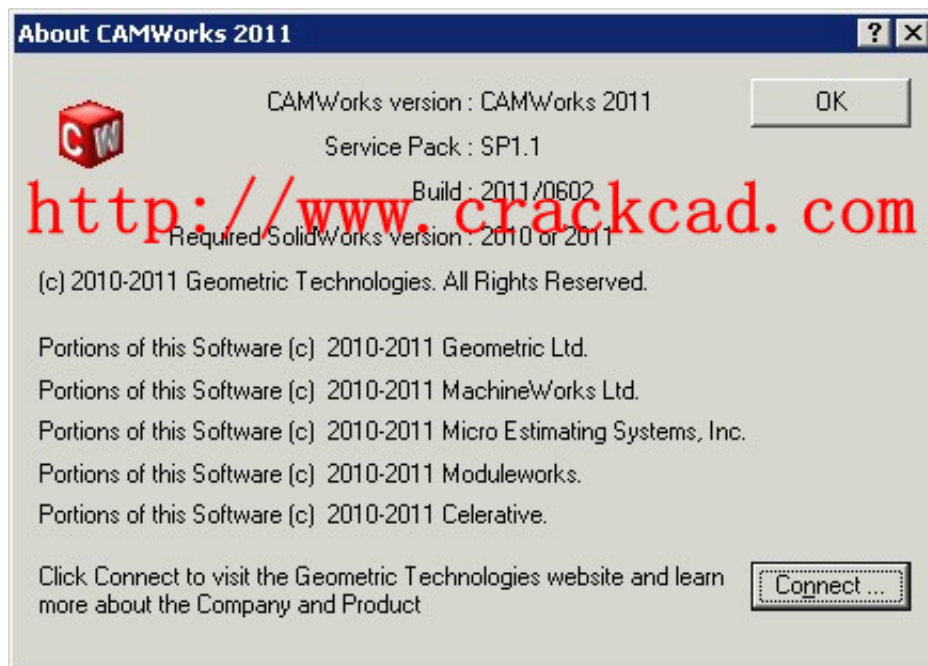 About CAMWorks 2011
? X
CW
CAMWorks version : CAMWorks 2011
OK
Service Pack : SP1.1
Build : 2011/0602
http://www.crackcad.com
Required SolidWorks version : 2010 or 2011
(c) 2010-2011 Geometric Technologies. All Rights Reserved.
Portions of this Software (c) 2010-2011 Geometric Ltd.
Portions of this Software (c) 2010-2011 MachineWorks Ltd.
Portions of this Software (c) 2010-2011 Micro Estimating Systems, Inc.
Portions of this Software (c) 2010-2011 Moduleworks.
Portions of this Software (c) 2010-2011 Celerative.
Click Connect to visit the Geometric Technologies website and learn
more about the Company and Product
Connect ...